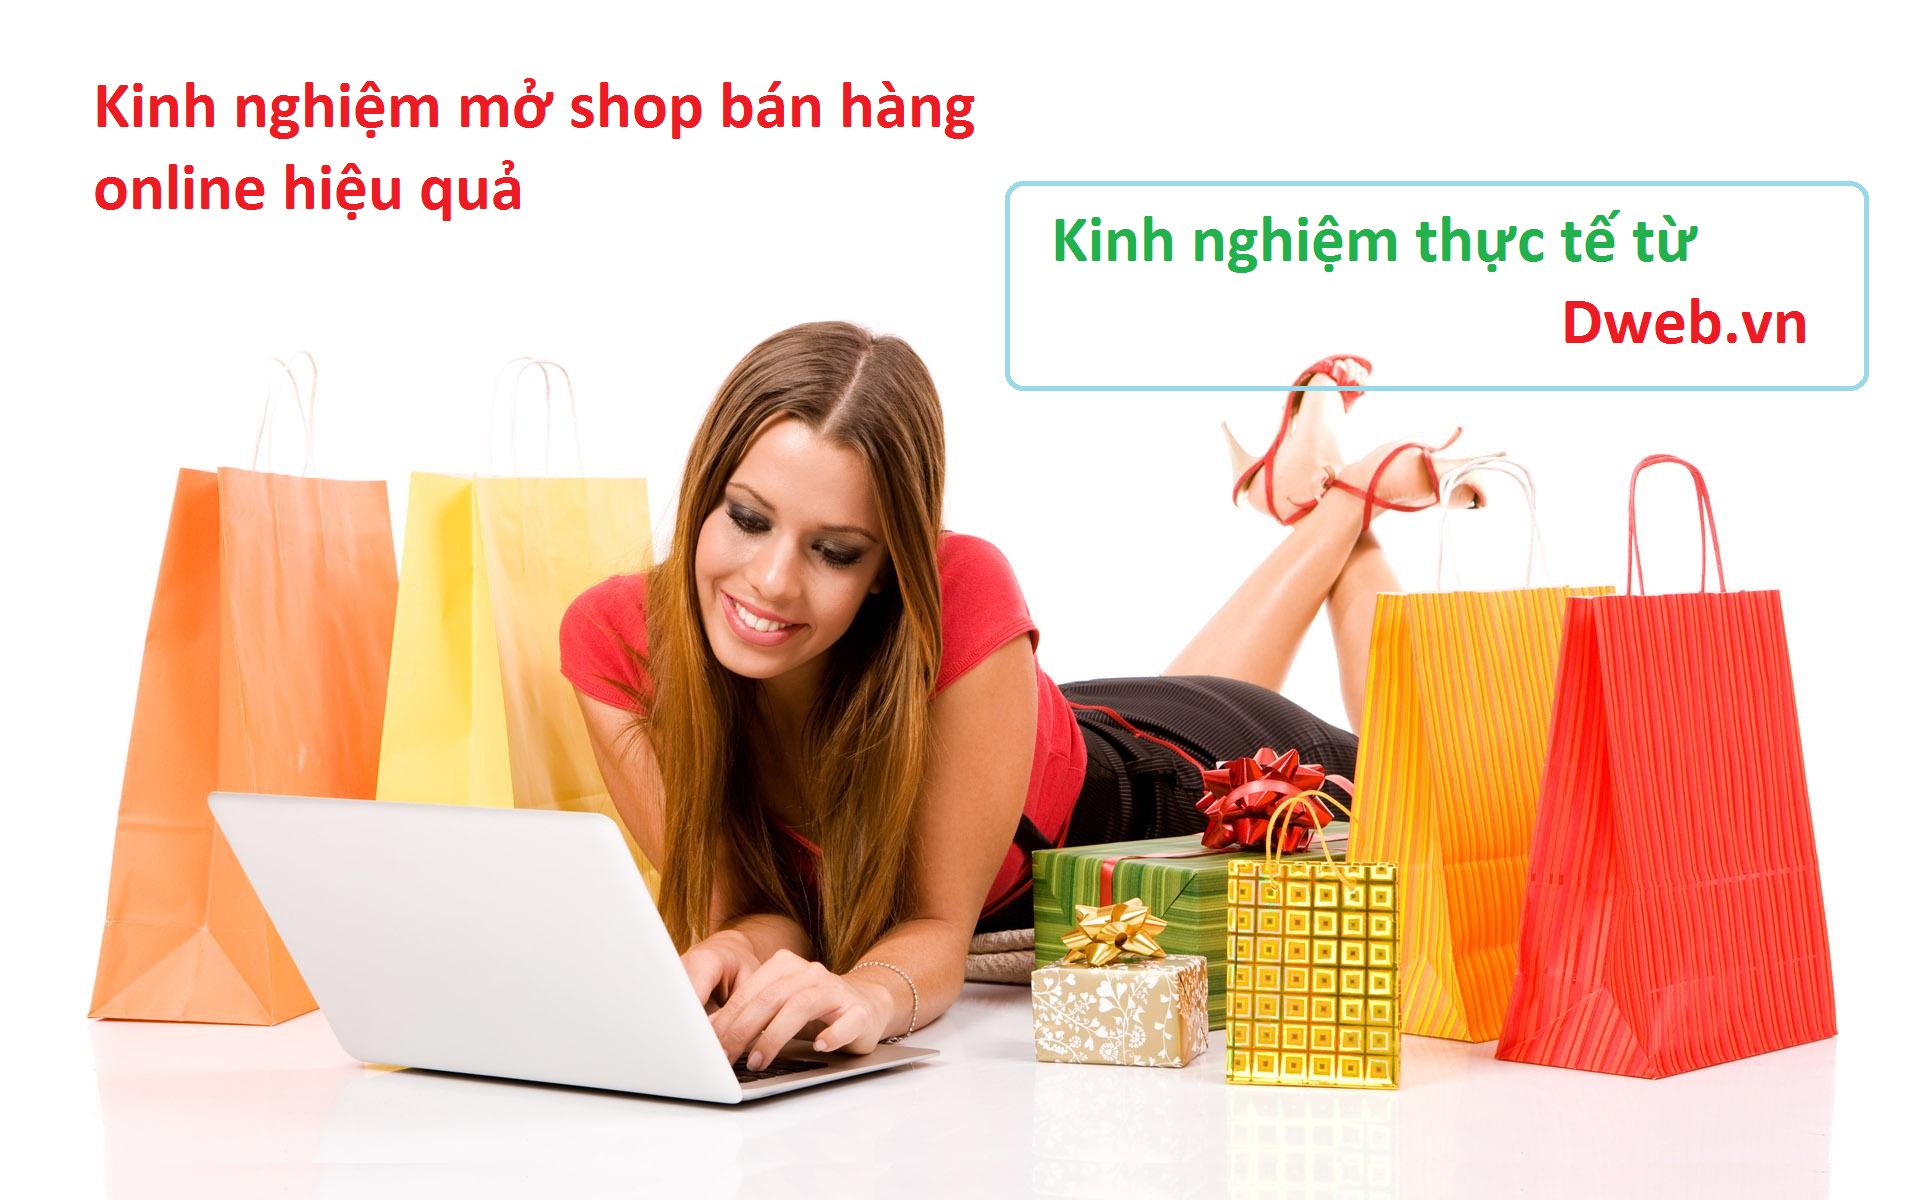 Kinh nghiệm mở shop bán hàng
online hiệu quả
Kinh nghiệm thực tế từ
Dweb.vn